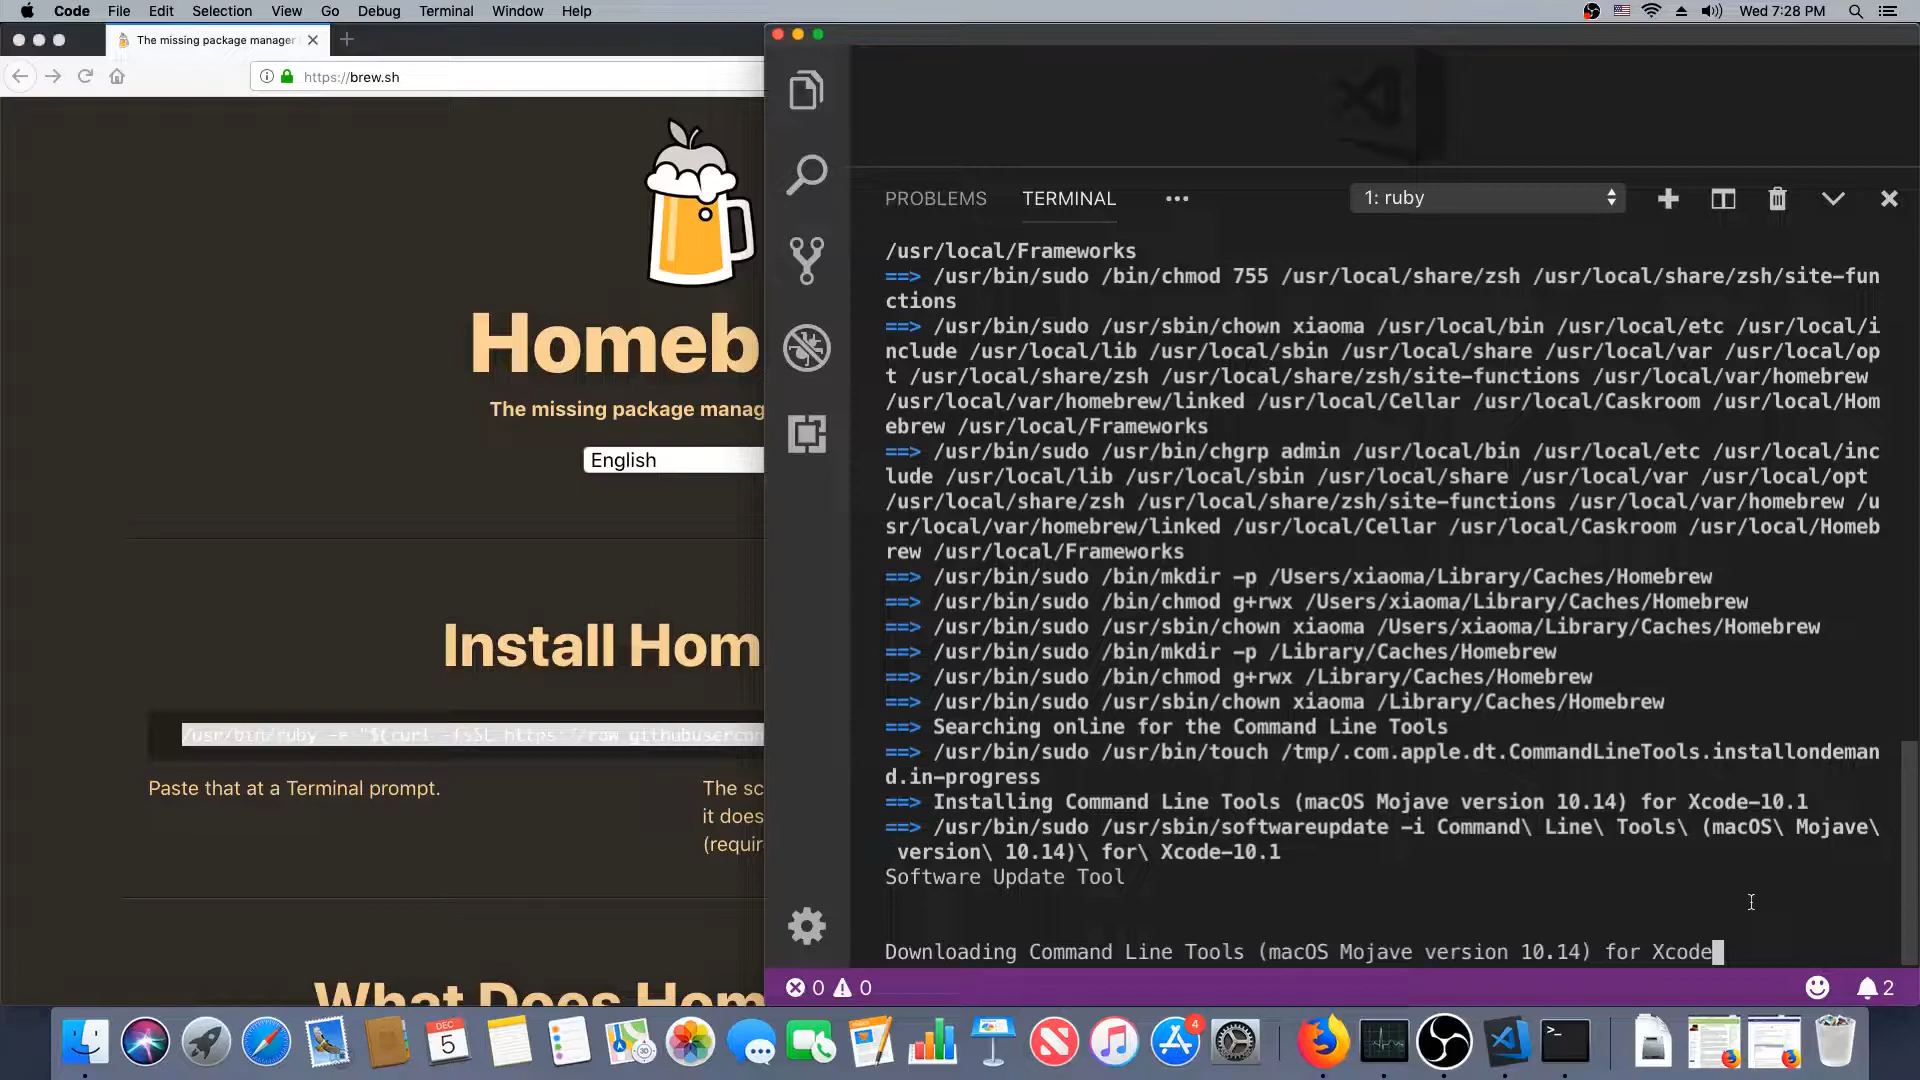 Code File Edit Selection View Go Debug Terminal Window Help
Wed 7:28 PM
The missing package manager
https://brew.sh
Homeb
The missing package manag
English
Install Hom
/usr/bin/ruby -e "$(curl -fsSL https://raw.githubusercon
Paste that at a Terminal prompt.
The sc
it does
(requir
What Does Hom
PROBLEMS TERMINAL ••• 1: ruby
/usr/local/Frameworks
==> /usr/bin/sudo /bin/chmod 755 /usr/local/share/zsh /usr/local/share/zsh/site-fun
ctions
==> /usr/bin/sudo /usr/sbin/chown xiaoma /usr/local/bin /usr/local/etc /usr/local/i
nclude /usr/local/lib /usr/local/sbin /usr/local/share /usr/local/var /usr/local/op
t /usr/local/share/zsh /usr/local/share/zsh/site-functions /usr/local/var/homebrew
/usr/local/var/homebrew/linked /usr/local/Cellar /usr/local/Caskroom /usr/local/Hom
ebrew /usr/local/Frameworks
==> /usr/bin/sudo /usr/bin/chgrp admin /usr/local/bin /usr/local/etc /usr/local/inc
lude /usr/local/lib /usr/local/sbin /usr/local/share /usr/local/var /usr/local/opt
/usr/local/share/zsh /usr/local/share/zsh/site-functions /usr/local/var/homebrew /u
sr/local/var/homebrew/linked /usr/local/Cellar /usr/local/Caskroom /usr/local/Homeb
rew /usr/local/Frameworks
==> /usr/bin/sudo /bin/mkdir -p /Users/xiaoma/Library/Caches/Homebrew
==> /usr/bin/sudo /bin/chmod g+rwx /Users/xiaoma/Library/Caches/Homebrew
==> /usr/bin/sudo /usr/sbin/chown xiaoma /Users/xiaoma/Library/Caches/Homebrew
==> /usr/bin/sudo /bin/mkdir -p /Library/Caches/Homebrew
==> /usr/bin/sudo /bin/chmod g+rwx /Library/Caches/Homebrew
==> /usr/bin/sudo /usr/sbin/chown xiaoma /Library/Caches/Homebrew
==> Searching online for the Command Line Tools
==> /usr/bin/sudo /usr/bin/touch /tmp/.com.apple.dt.CommandLineTools.installondeman
d.in-progress
==> Installing Command Line Tools (macOS Mojave version 10.14) for Xcode-10.1
==> /usr/bin/sudo /usr/sbin/softwareupdate -i Command\ Line\ Tools\ (macOS\ Mojave\
 version\ 10.14)\ for\ Xcode-10.1
Software Update Tool
Downloading Command Line Tools (macOS Mojave version 10.14) for Xcode
0 0
2
DEC
5
4